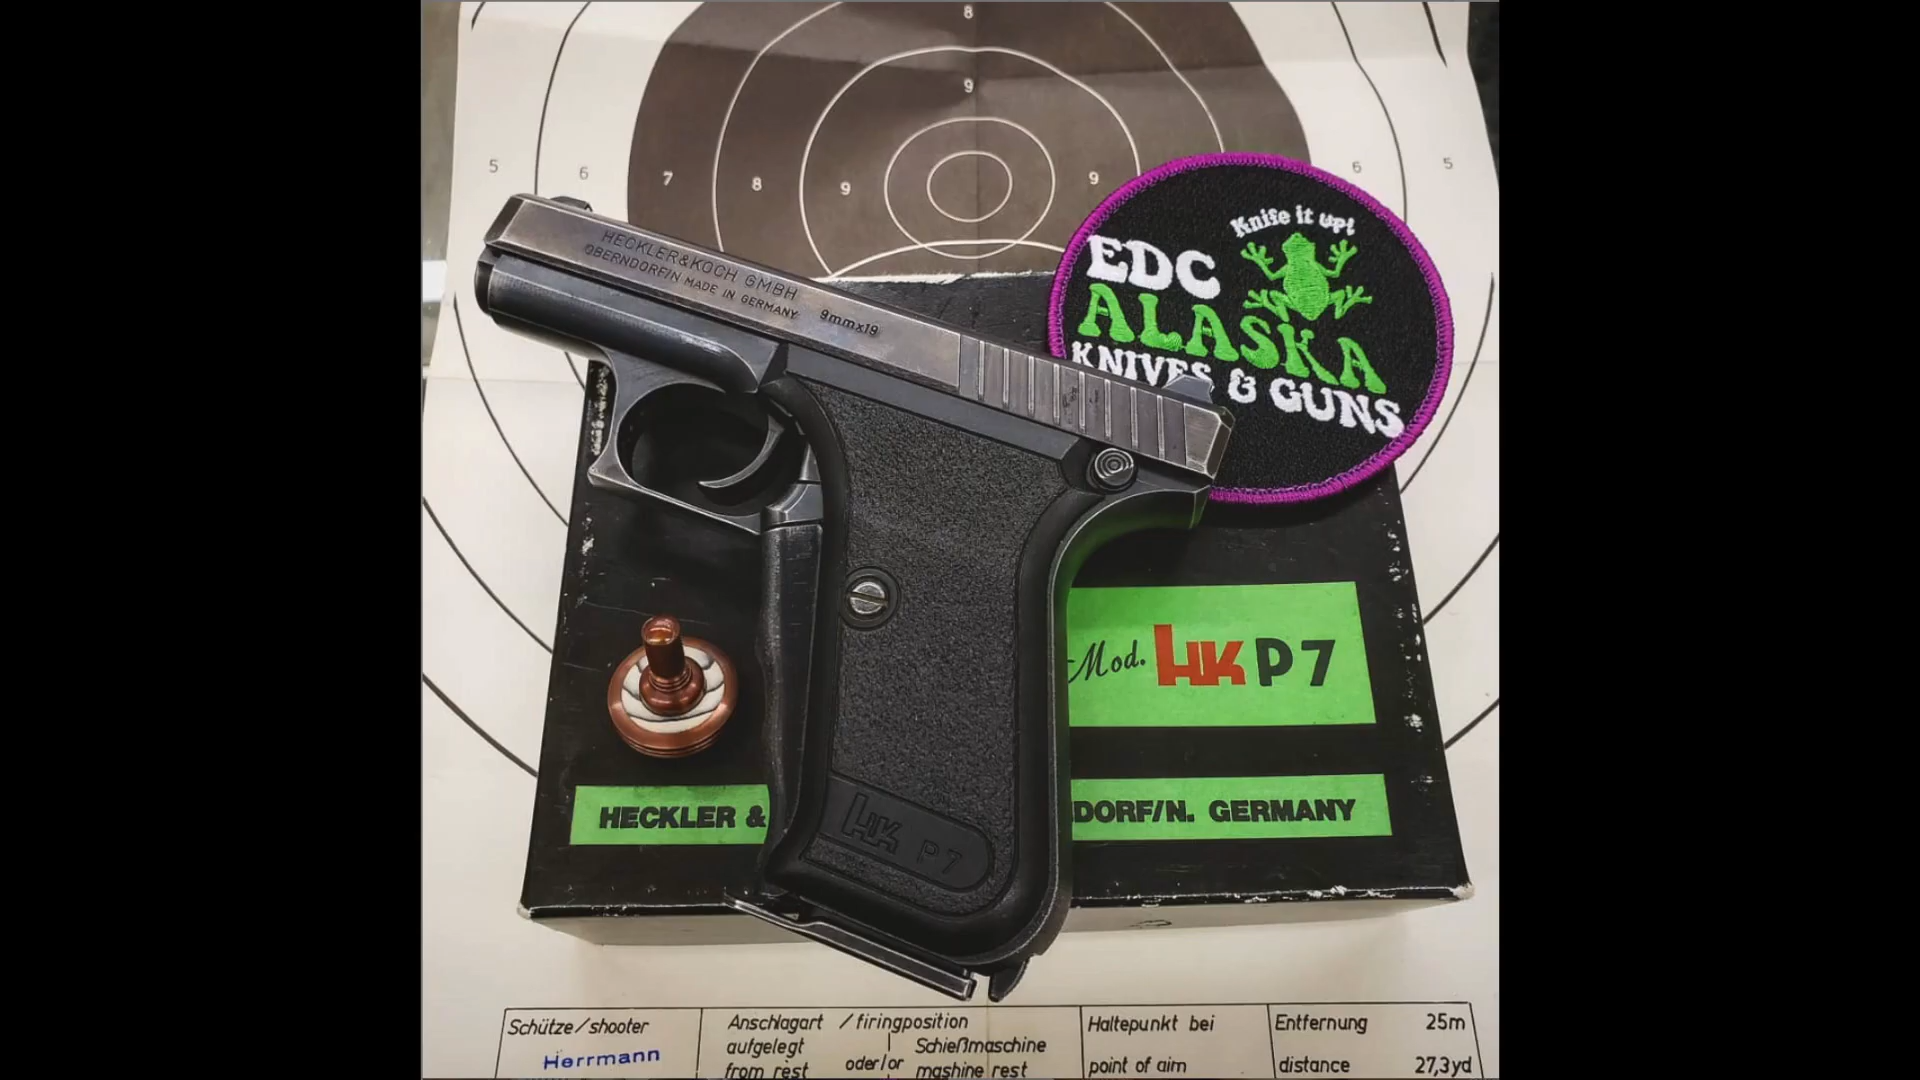 8
9
5
6
7
8
9
9
6
5
HECKLER&KOCH GMBH
OBERNDORF/N MADE IN GERMANY
9mmx19
Knife it up!
EDC
ALASKA
KNIVES & GUNS
Mod. HK P7
HECKLER &
DORF/N. GERMANY
HK P7
Schütze/shooter
Herrmann
Anschlagart / firingposition
aufgelegt
from rest
oder/or
Schießmaschine
mashine rest
Haltepunkt bei
point of aim
Entfernung 25m
distance 27,3yd